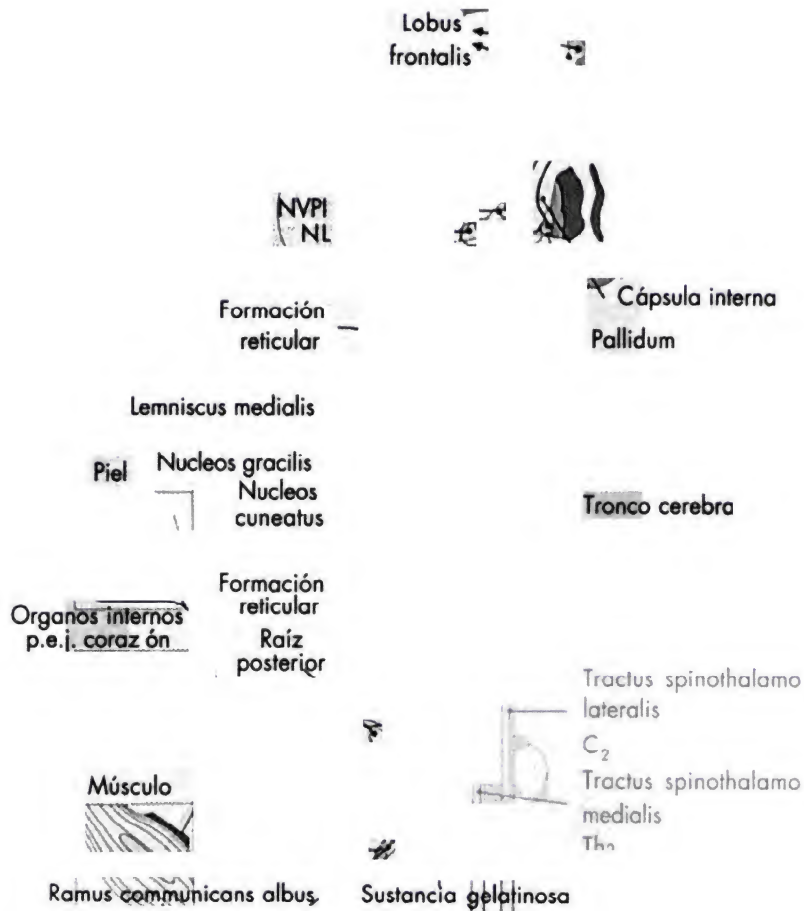 Lobus
frontalis
NVPI
NL
Cápsula interna
Formación
reticular
Pallidum
Lemniscus medialis
Piel
Nucleos gracilis
Nucleos
cuneatus
Tronco cerebra
Formación
reticular
Organos internos
p.e.j. coraz ón
Raíz
posterior
Tractus spinothalamo
lateralis
C2
Tractus spinothalamo
medialis
Th2
Músculo
Ramus communicans albus,
Sustancia gelatinosa